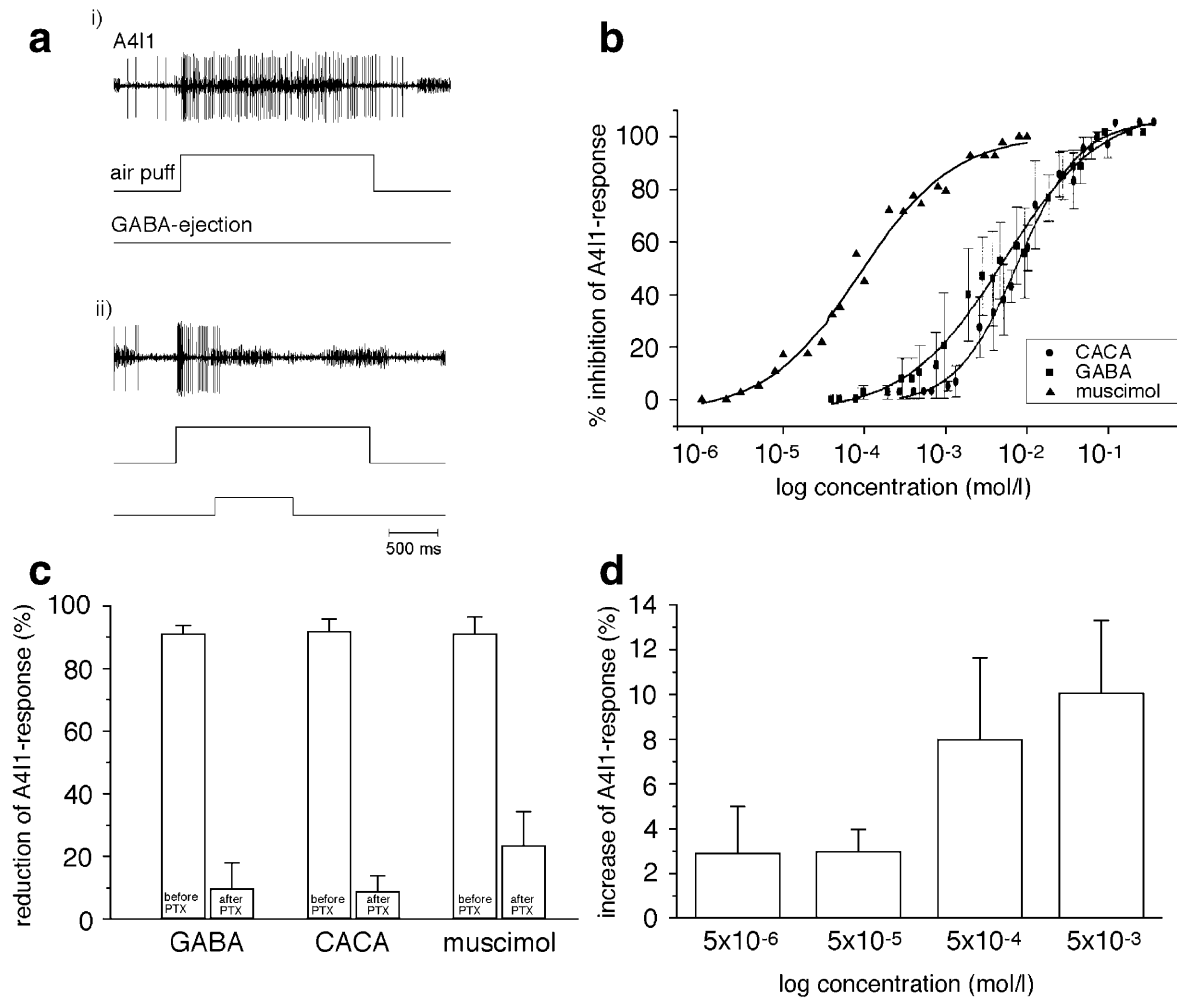 a
i)
A4I1
air puff
GABA-ejection
ii)
500 ms
b
% inhibition of A4I1-response
100
80
60
40
20
0
CACA
GABA
muscimol
10-6
10-5
10-4
10-3
10-2
10-1
log concentration (mol/l)
c
reduction of A4I1-response (%)
100
80
60
40
20
0
before PTX
after PTX
before PTX
after PTX
before PTX
after PTX
GABA
CACA
muscimol
d
increase of A4I1-response (%)
14
12
10
8
6
4
2
0
5x10-6
5x10-5
5x10-4
5x10-3
log concentration (mol/l)